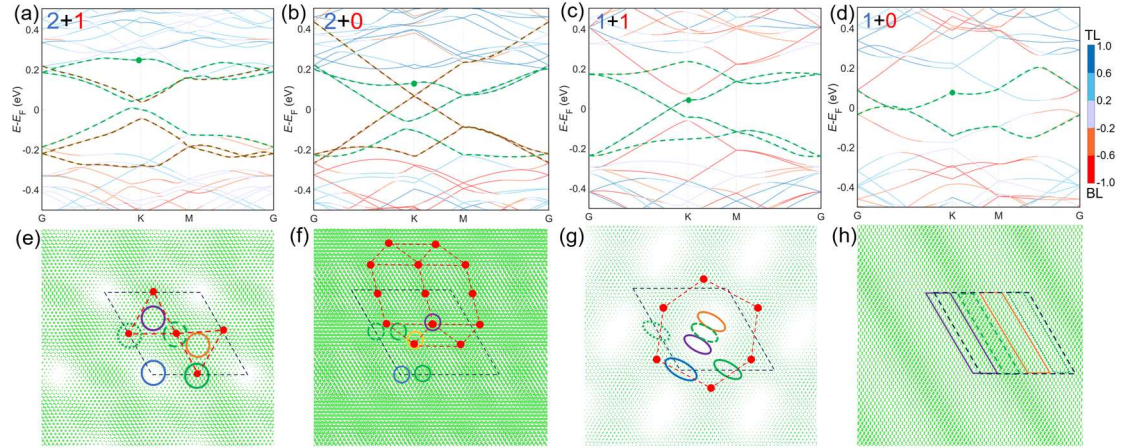 (a) 2+1
(b) 2+0
(c) 1+1
(d) 1+0
E-E_F (eV)
0.4
0.2
0
-0.2
-0.4
G K M G
E-E_F (eV)
0.4
0.2
0
-0.2
-0.4
G K M G
E-E_F (eV)
0.4
0.2
0
-0.2
-0.4
G K M G
E-E_F (eV)
0.4
0.2
0
-0.2
-0.4
G K M G
TL
1.0
0.6
0.2
-0.2
-0.6
-1.0
BL
(e)
(f)
(g)
(h)